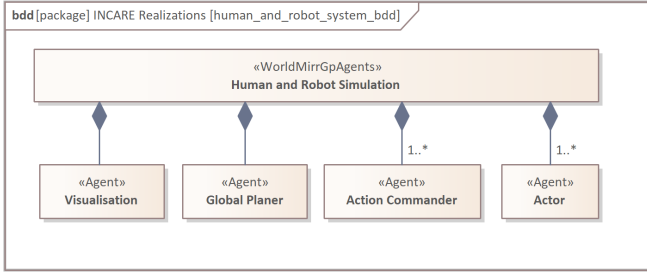 bdd [package] INCARE Realizations [human_and_robot_system_bdd]
«WorldMirrGpAgents»
Human and Robot Simulation
1..*
1..*
«Agent»
Visualisation
«Agent»
Global Planer
«Agent»
Action Commander
«Agent»
Actor